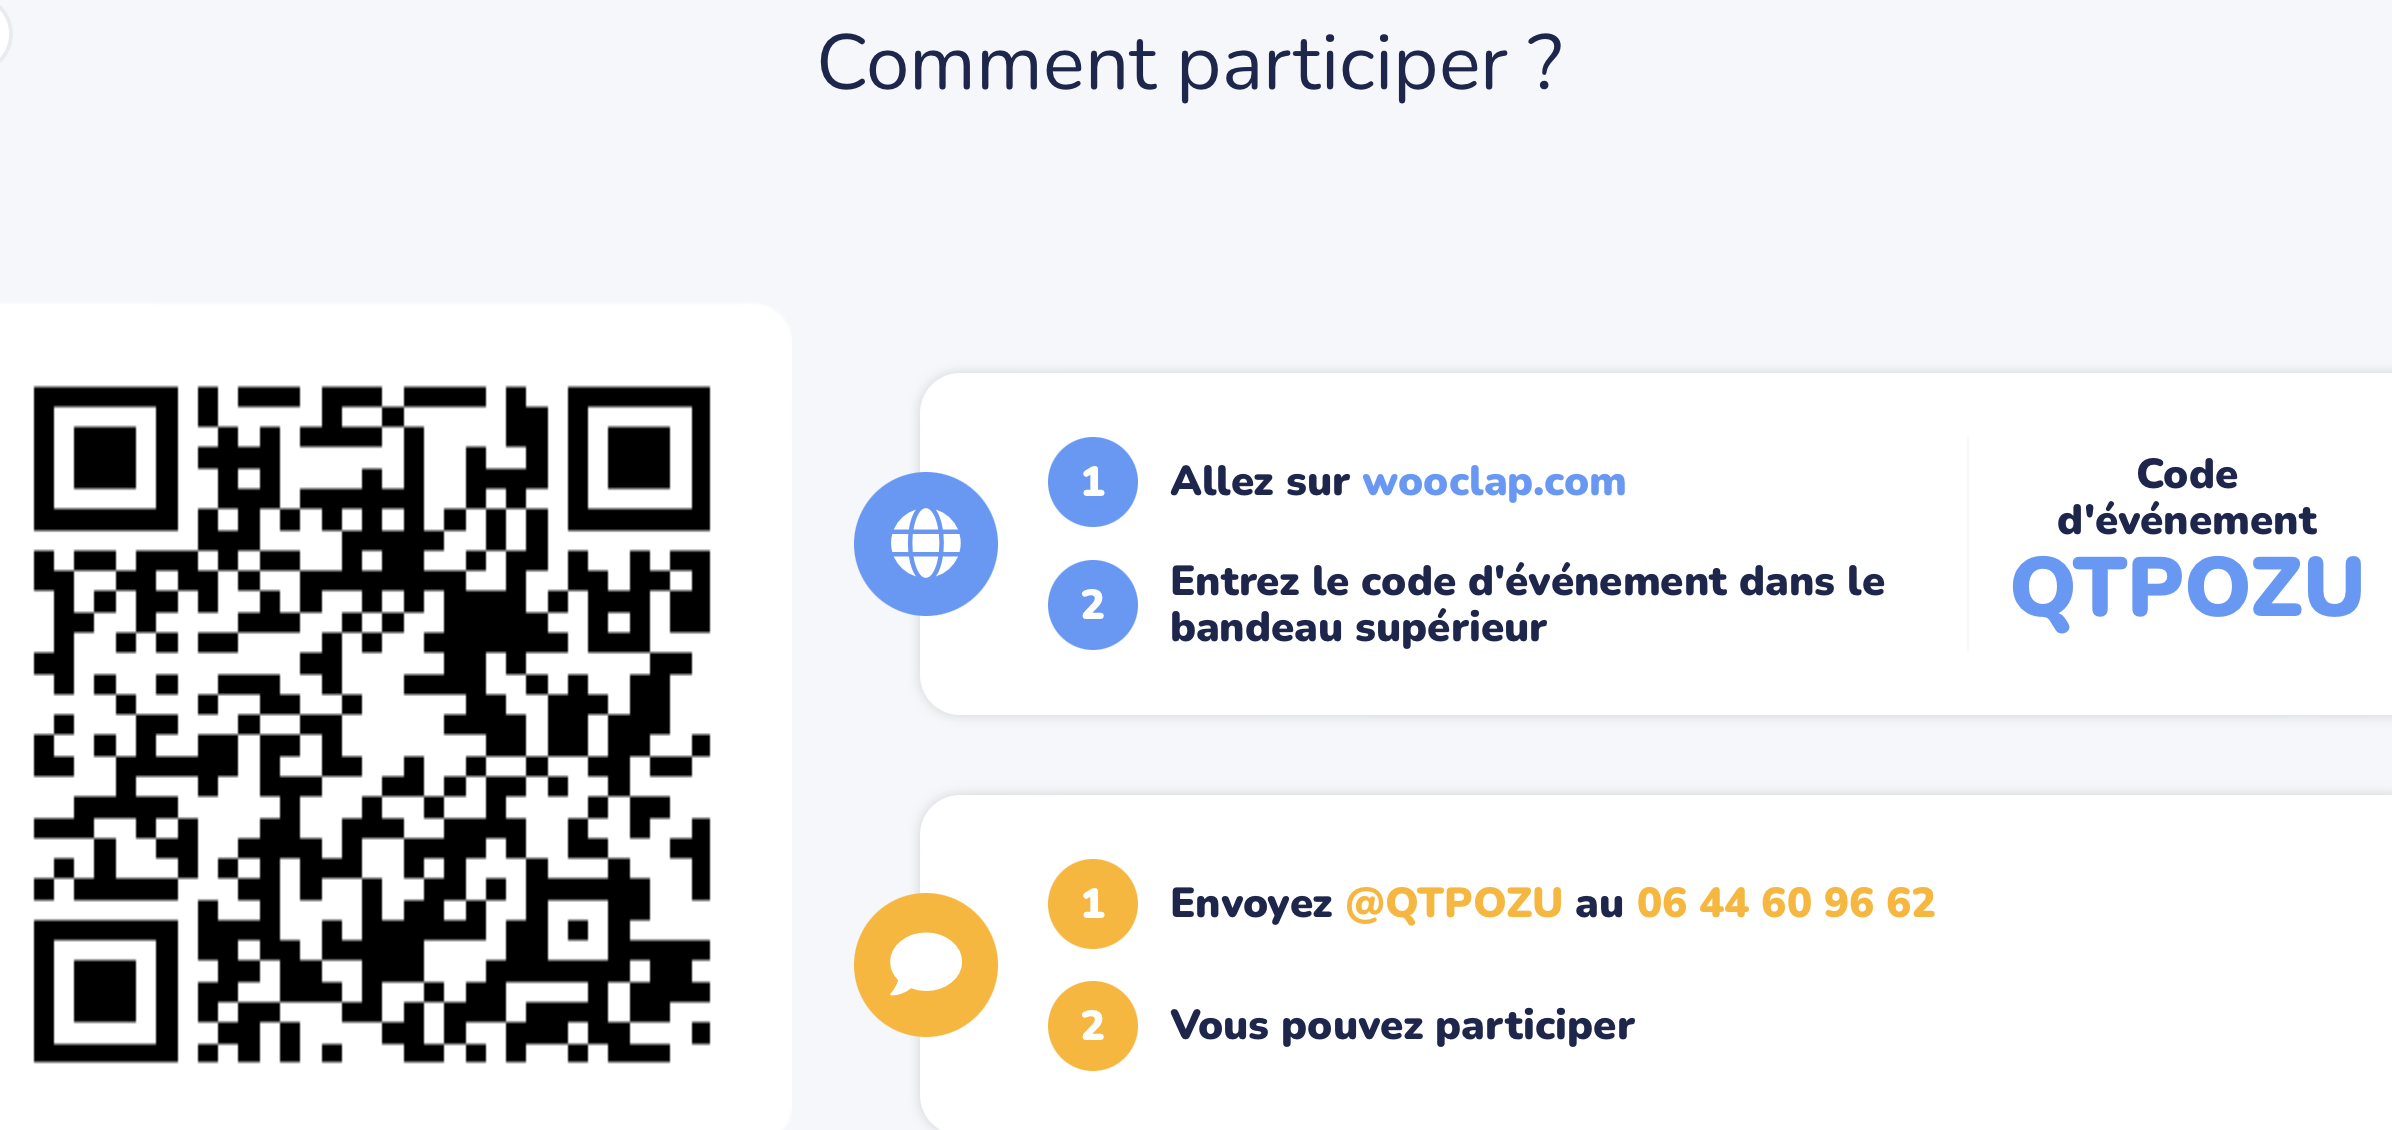 Comment participer ?
1 Allez sur wooclap.com
2 Entrez le code d'événement dans le
bandeau supérieur
Code
d'événement
QTPOZU
1 Envoyez @QTPOZU au 06 44 60 96 62
2 Vous pouvez participer